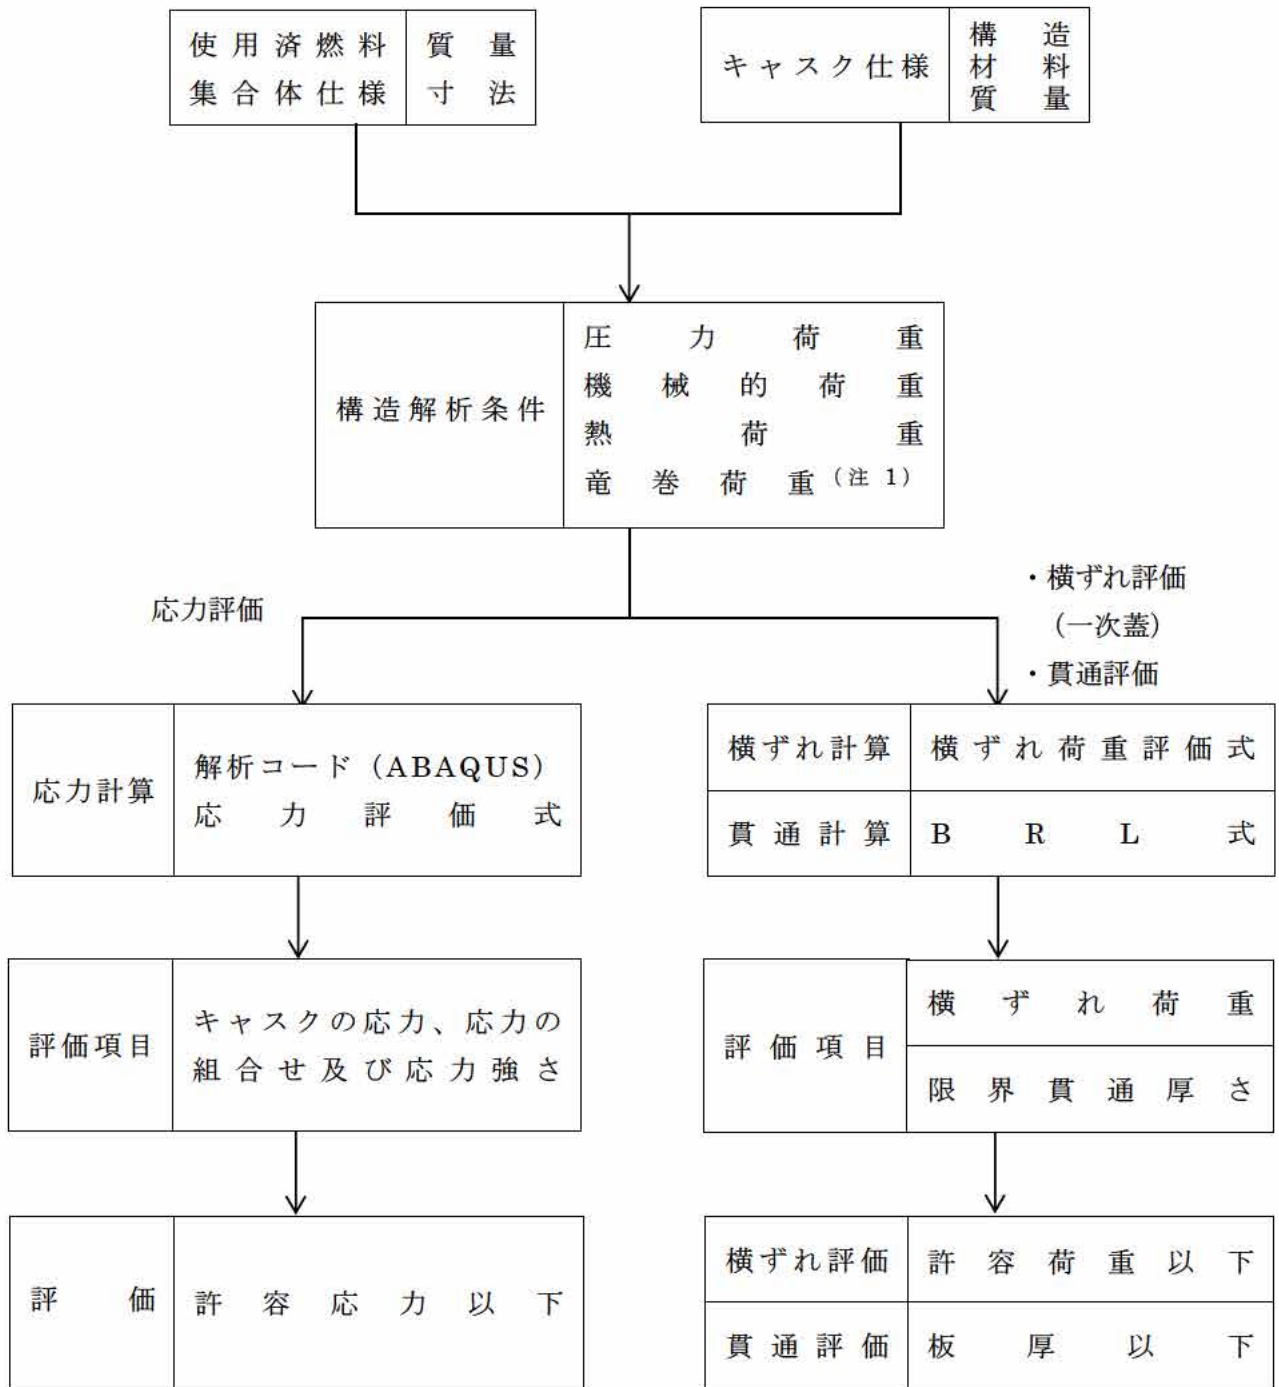 使用済燃料
集合体仕様
質量
寸法
キャスク仕様
構造
材料
質量
構造解析条件
圧力荷重
機械的荷重
熱荷重
竜巻荷重(注 1)
応力評価
・横ずれ評価
(一次蓋)
・貫通評価
応力計算
解析コード(ABAQUS)
応力評価式
横ずれ計算
横ずれ荷重評価式
貫通計算
BRL式
評価項目
キャスクの応力、応力の
組合せ及び応力強さ
評価項目
横ずれ荷重
限界貫通厚さ
評価
許容応力以下
横ずれ評価
許容荷重以下
貫通評価
板厚以下